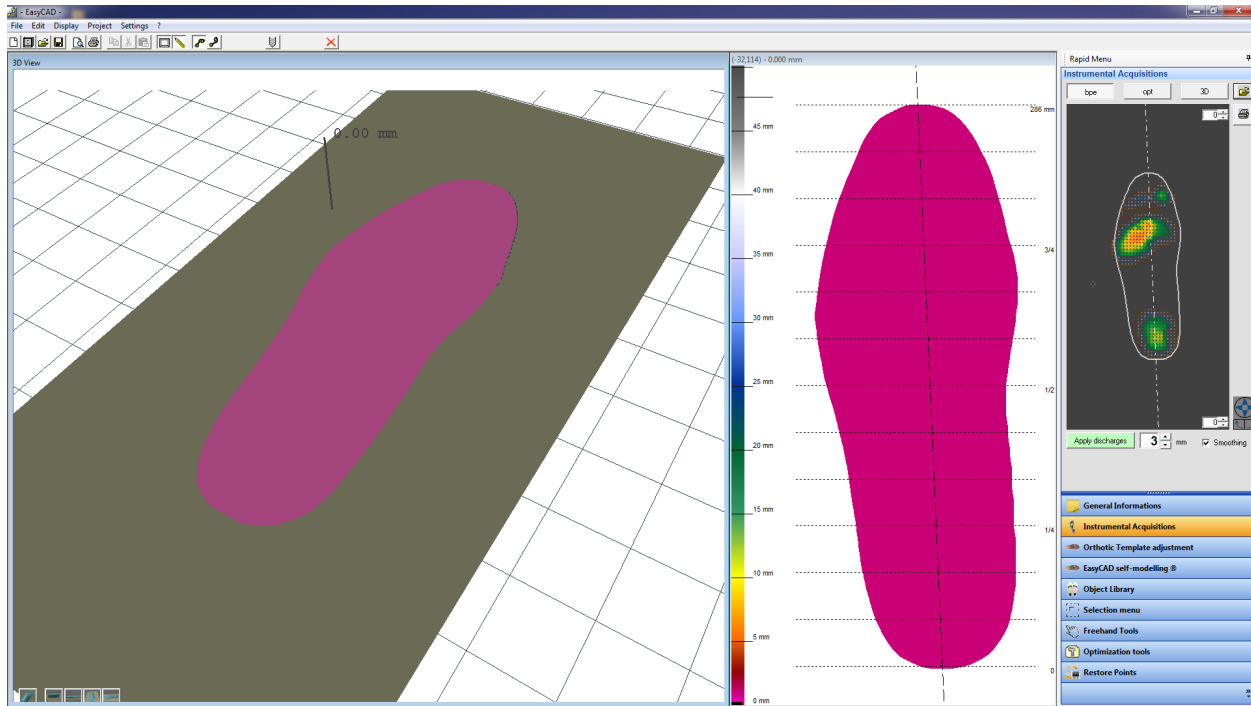 - EasyCAD -
File Edit Display Project Settings ?
3D View
0.00 mm
(-32,114) - 0.000 mm
45 mm
40 mm
35 mm
30 mm
25 mm
20 mm
15 mm
10 mm
5 mm
0 mm
286 mm
3/4
1/2
1/4
0
Rapid Menu
Instrumental Acquisitions
bpe opt 3D
0
0
Apply discharges 3 mm Smoothing
General Informations
Instrumental Acquisitions
Orthotic Template adjustment
EasyCAD self-modelling ®
Object Library
Selection menu
Freehand Tools
Optimization tools
Restore Points